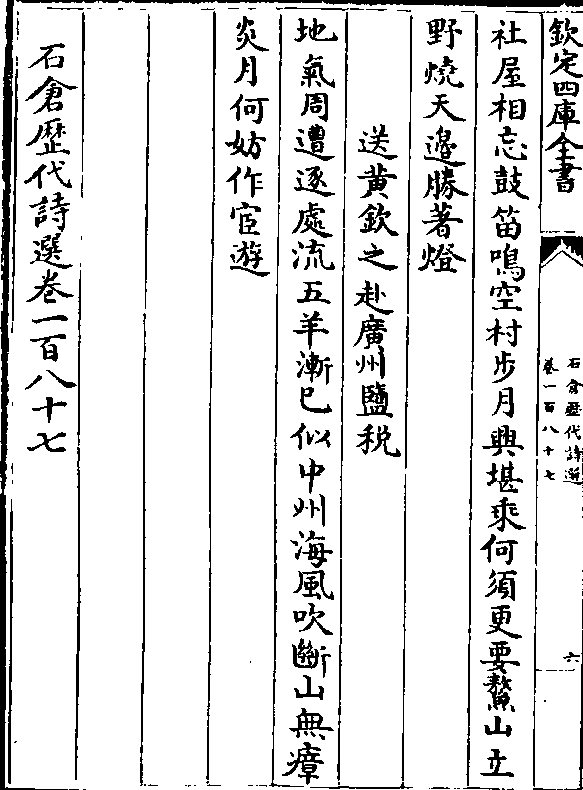 欽定四庫全書
石倉歷代詩選
卷一百八十七
六
社屋相忘鼓笛鳴空村步月興堪乘何須更要鰲山立
野燒天邊勝著燈
送黄欽之赴廣州鹽税
地氣周遭逐處流五羊漸已似中州海風吹斷山無瘴
炎月何妨作宦遊
石倉歷代詩選卷一百八十七